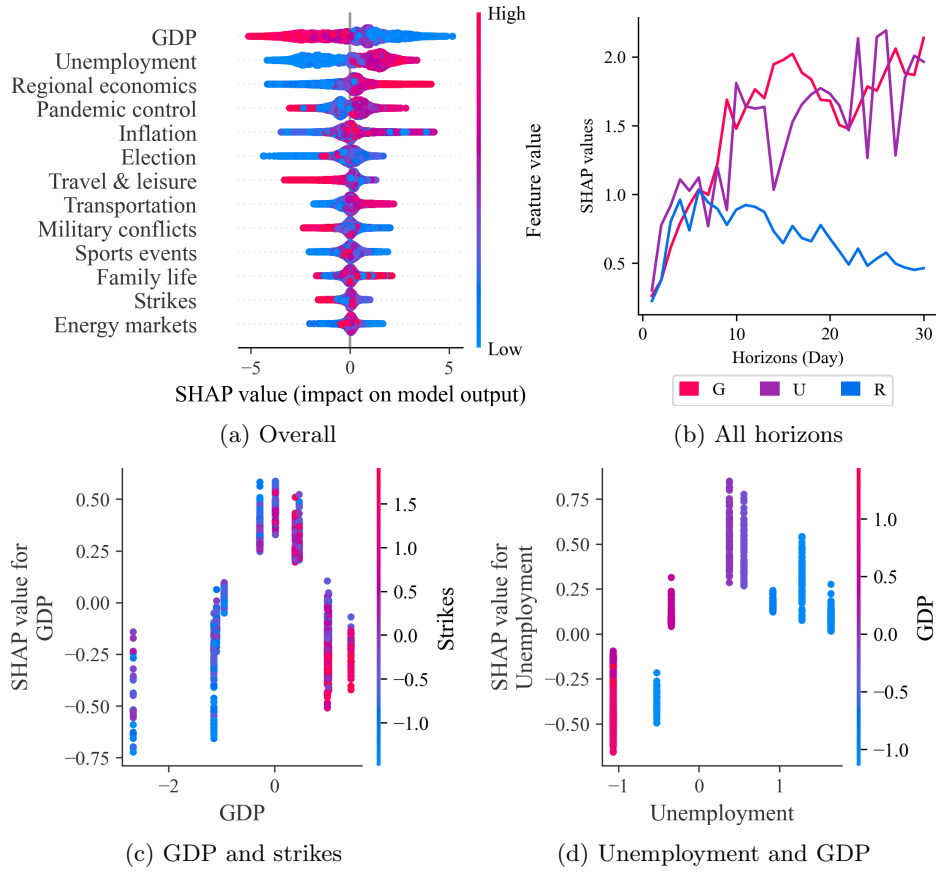 GDP
Unemployment
Regional economics
Pandemic control
Inflation
Election
Travel & leisure
Transportation
Military conflicts
Sports events
Family life
Strikes
Energy markets
−5 0 5
SHAP value (impact on model output)
High
Low
Feature value
(a) Overall
2.0
1.5
1.0
0.5
SHAP values
0 10 20 30
Horizons (Day)
G U R
(b) All horizons
0.50
0.25
0.00
−0.25
−0.50
−0.75
SHAP value for
GDP
−2 0
GDP
1.5
1.0
0.5
0.0
−0.5
−1.0
Strikes
(c) GDP and strikes
0.75
0.50
0.25
0.00
−0.25
−0.50
SHAP value for
Unemployment
−1 0 1
Unemployment
1.0
0.5
0.0
−0.5
−1.0
GDP
(d) Unemployment and GDP